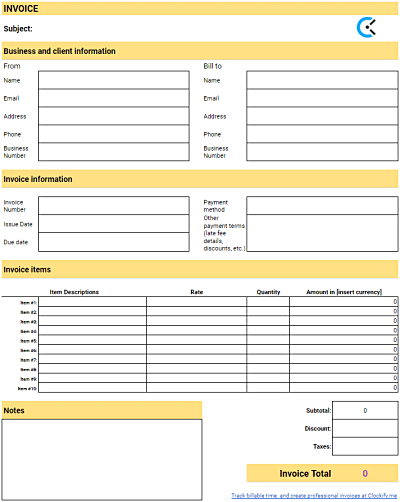 INVOICE
Subject:
Business and client information
From Bill to
Name Name
Email Email
Address Address
Phone Phone
Business Business
Number Number
Invoice information
Invoice Payment
Number method
Issue Date Other
payment terms
Due date (late fee
details,
discounts, etc.)
Invoice items
Item Descriptions Rate Quantity Amount in [insert currency]
Item #1: 0
Item #2: 0
Item #3: 0
Item #4: 0
Item #5: 0
Item #6: 0
Item #7: 0
Item #8: 0
Item #9: 0
Item #10: 0
Notes
Subtotal: 0
Discount:
Taxes:
Invoice Total 0
Track billable time, and create professional invoices at Clockify.me